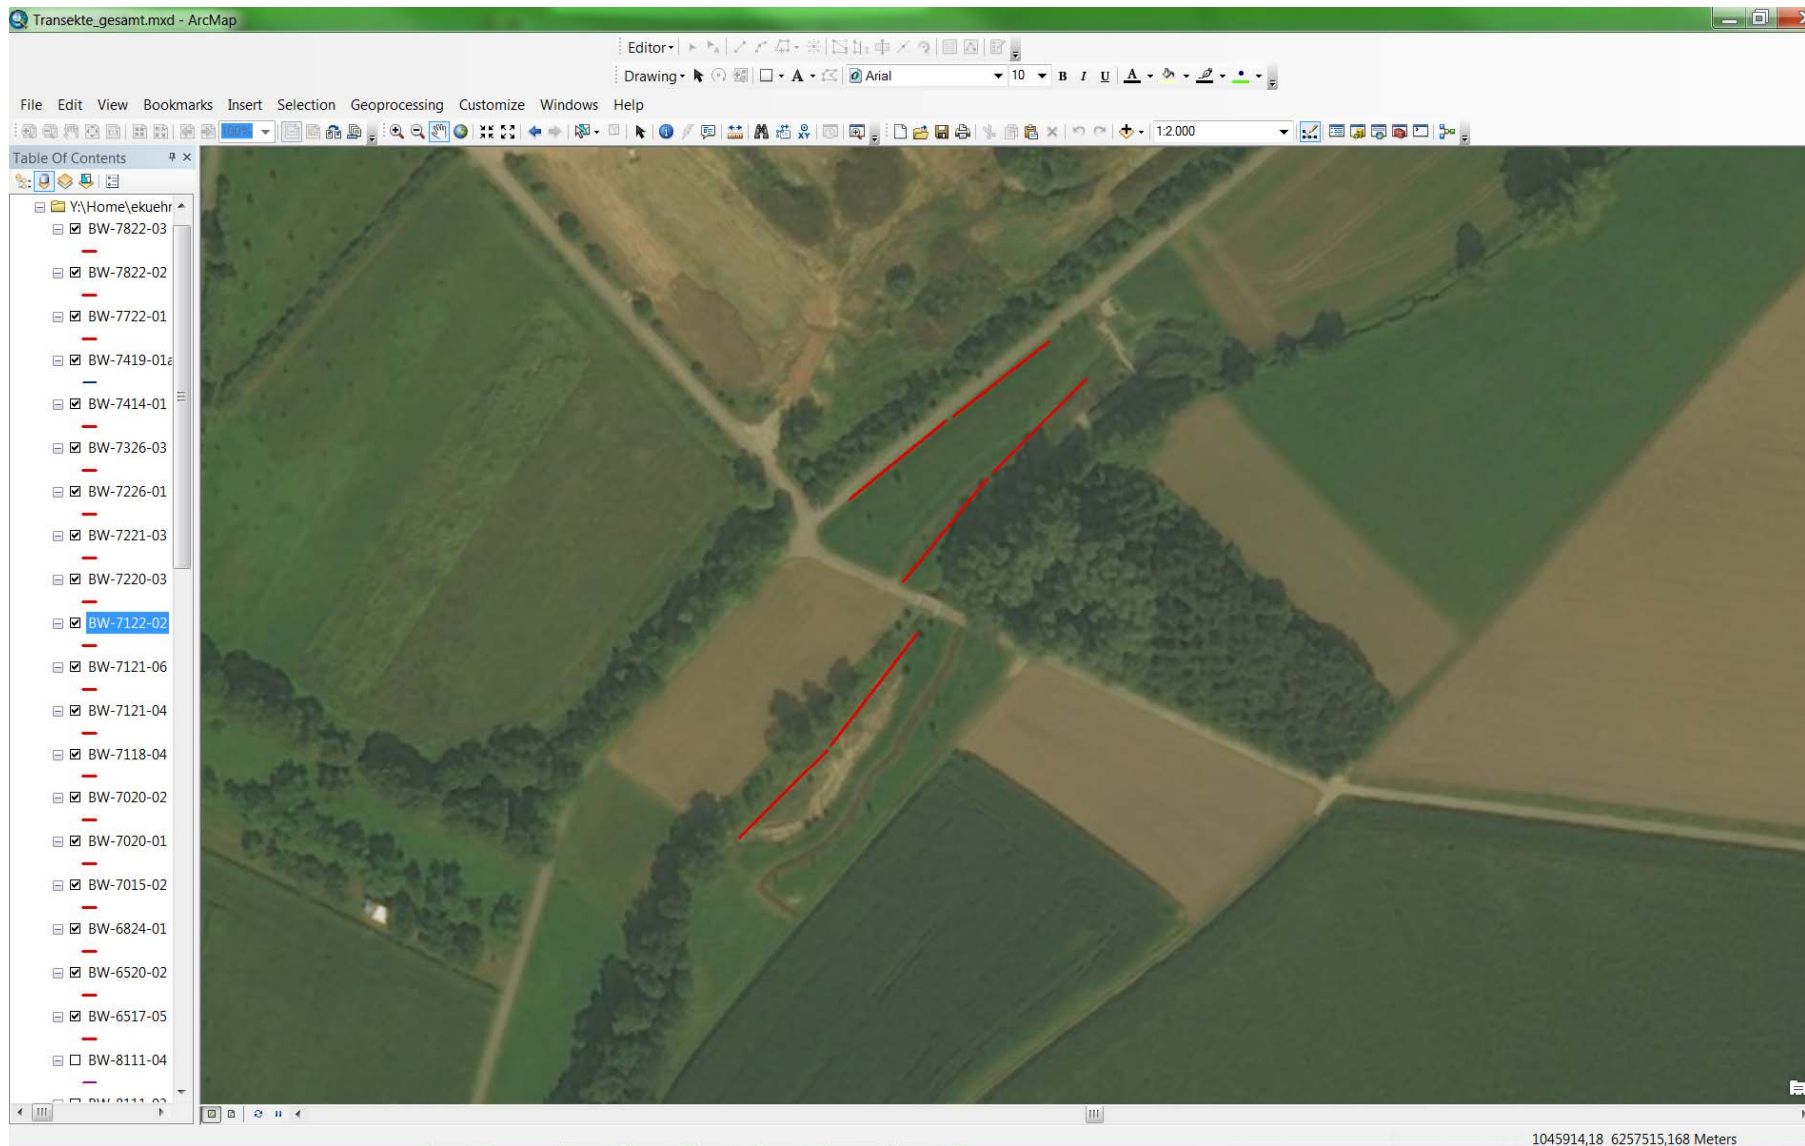 Transekte_gesamt.mxd - ArcMap
Editor
Drawing A Arial 10 B I U A
File Edit View Bookmarks Insert Selection Geoprocessing Customize Windows Help
100% 1:2.000
Table Of Contents
Y:\Home\ekuehr
BW-7822-03
BW-7822-02
BW-7722-01
BW-7419-01a
BW-7414-01
BW-7326-03
BW-7226-01
BW-7221-03
BW-7220-03
BW-7122-02
BW-7121-06
BW-7121-04
BW-7118-04
BW-7020-02
BW-7020-01
BW-7015-02
BW-6824-01
BW-6520-02
BW-6517-05
BW-8111-04
1045914,18 6257515,168 Meters